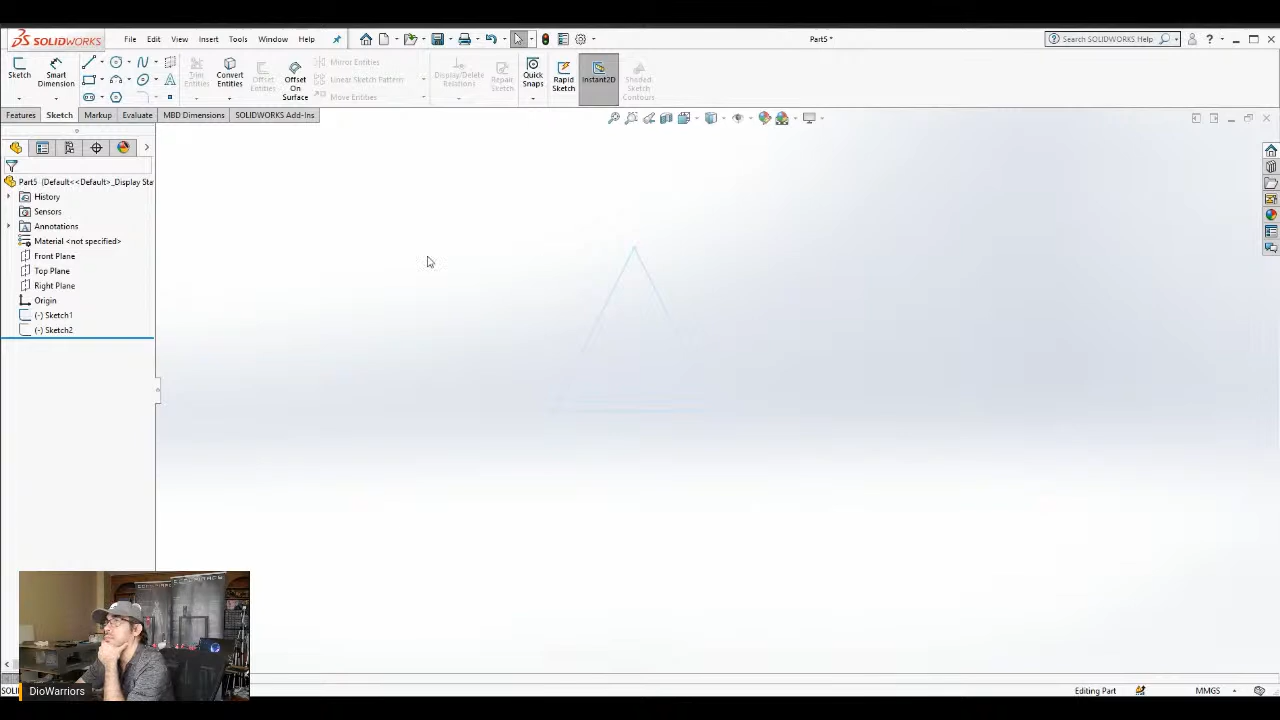 SOLIDWORKS File Edit View Insert Tools Window Help Part5 * Search SOLIDWORKS Help
Sketch Smart Dimension Trim Entities Convert Entities Offset Entities Offset On Surface Mirror Entities Linear Sketch Pattern Move Entities Display/Delete Relations Repair Sketch Quick Snaps Rapid Sketch Instant2D Shaded Sketch Contours
Features Sketch Markup Evaluate MBD Dimensions SOLIDWORKS Add-Ins
Part5 (Default<<Default>_Display Sta
History
Sensors
Annotations
Material <not specified>
Front Plane
Top Plane
Right Plane
Origin
(-) Sketch1
(-) Sketch2
SOLI
DioWarriors
Editing Part MMGS